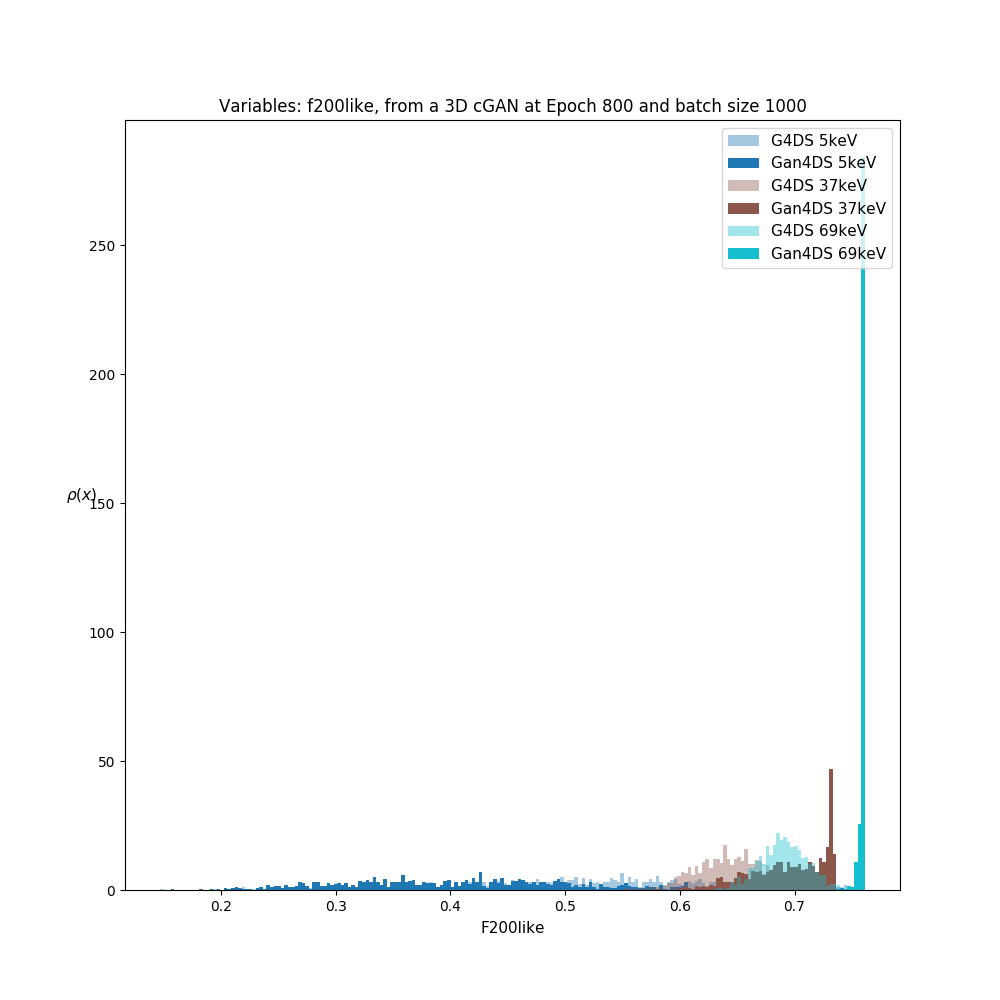 Variables: f200like, from a 3D cGAN at Epoch 800 and batch size 1000
G4DS 5keV
Gan4DS 5keV
G4DS 37keV
Gan4DS 37keV
G4DS 69keV
Gan4DS 69keV
250
200
ρ(x)
150
100
50
0
0.2
0.3
0.4
0.5
0.6
0.7
F200like